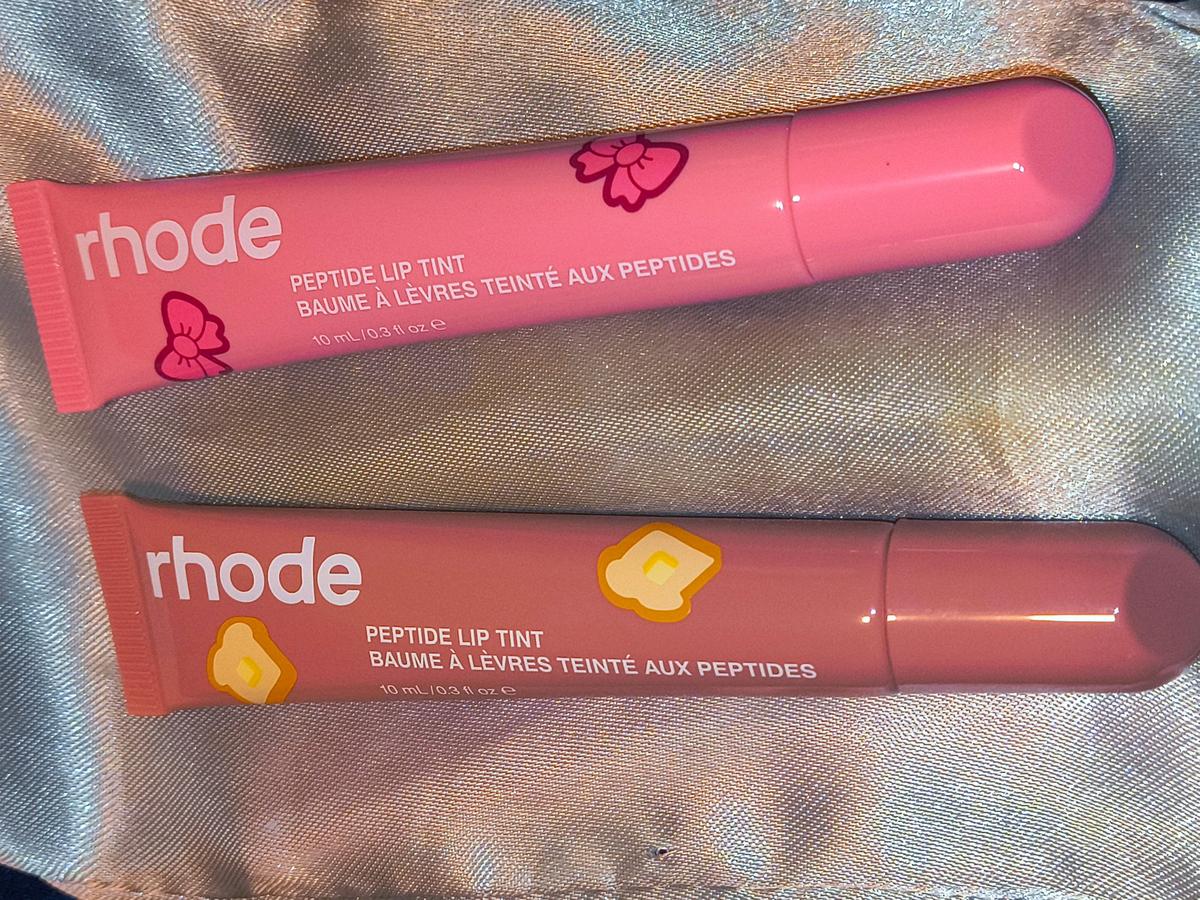 rhode
PEPTIDE LIP TINT
BAUME À LÈVRES TEINTÉ AUX PEPTIDES
10 mL/0.3 fl oz ℮
rhode
PEPTIDE LIP TINT
BAUME À LÈVRES TEINTÉ AUX PEPTIDES
10 mL/0.3 fl oz ℮